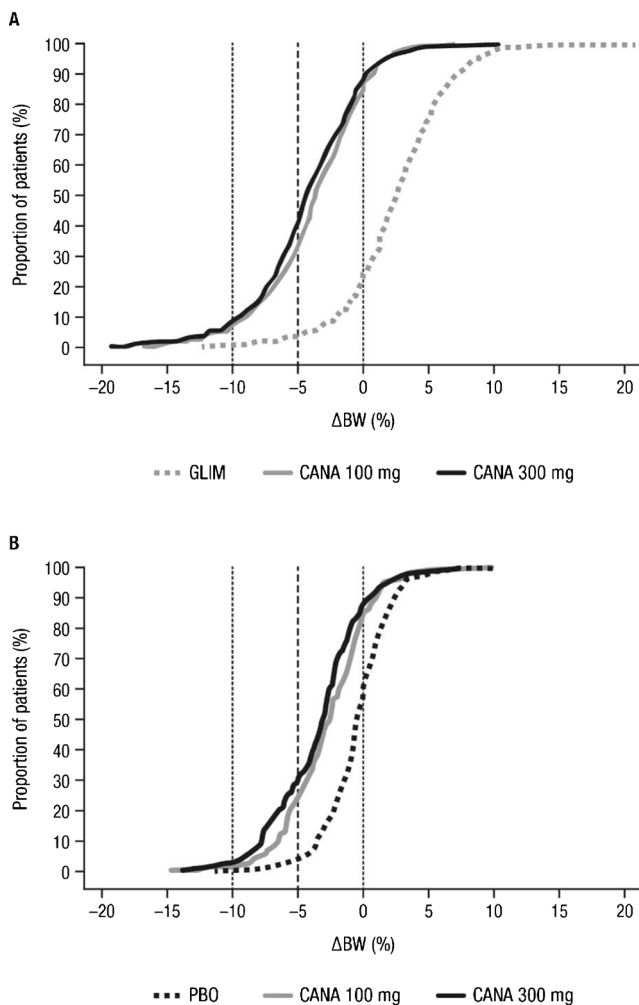 A
Proportion of patients (%)
100
90
80
70
60
50
40
30
20
10
0
−20 −15 −10 −5 0 5 10 15 20
ΔBW (%)
GLIM CANA 100 mg CANA 300 mg
B
Proportion of patients (%)
100
90
80
70
60
50
40
30
20
10
0
−20 −15 −10 −5 0 5 10 15 20
ΔBW (%)
PBO CANA 100 mg CANA 300 mg